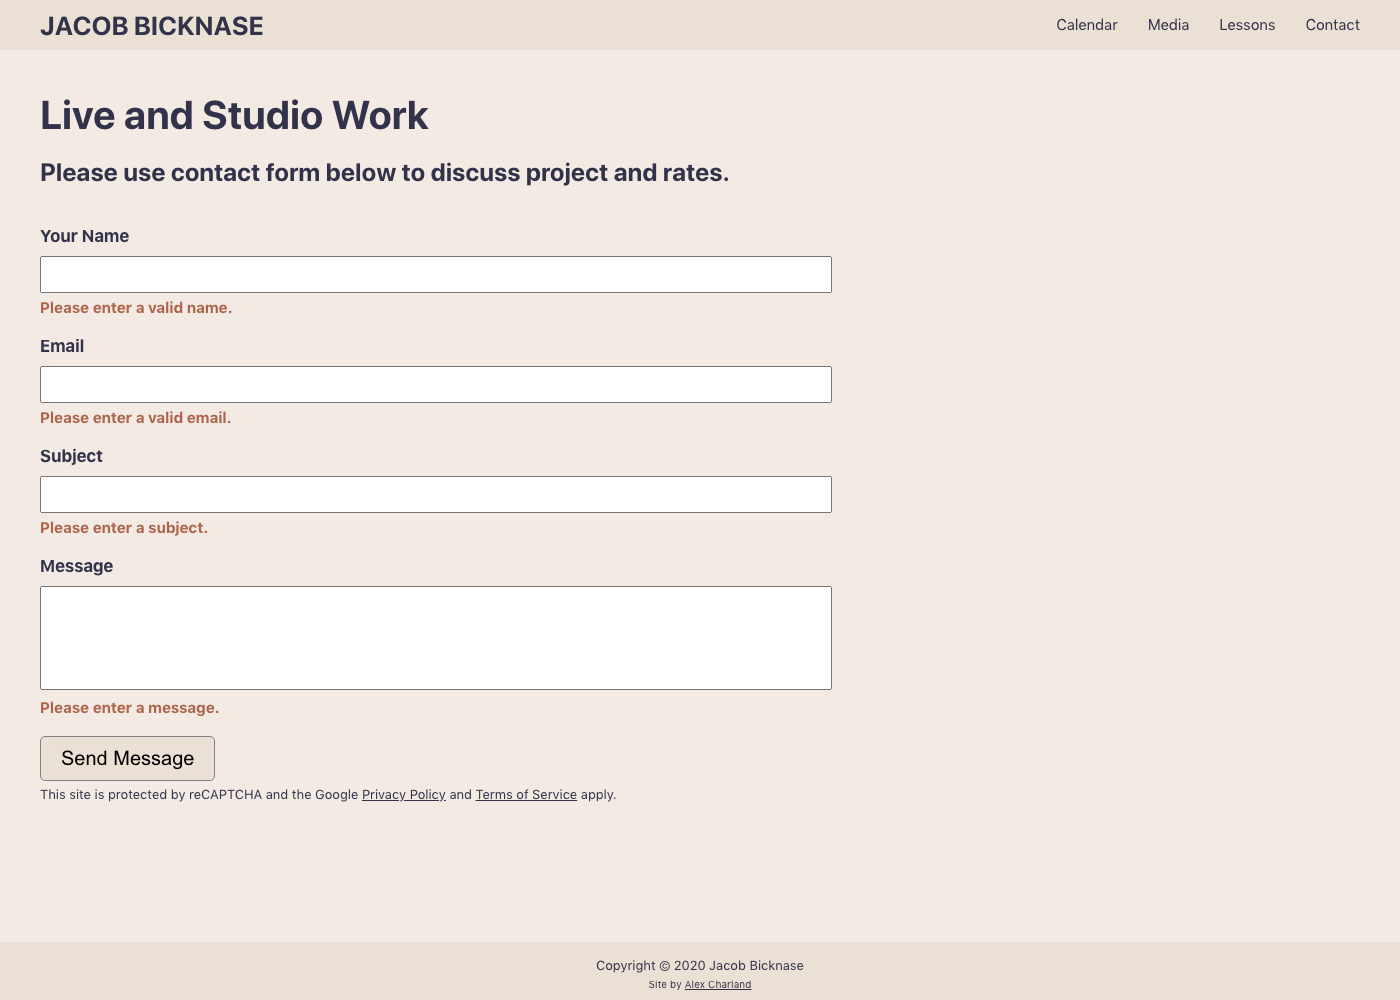 JACOB BICKNASE
Calendar Media Lessons Contact
Live and Studio Work
Please use contact form below to discuss project and rates.
Your Name
Please enter a valid name.
Email
Please enter a valid email.
Subject
Please enter a subject.
Message
Please enter a message.
Send Message
This site is protected by reCAPTCHA and the Google Privacy Policy and Terms of Service apply.
Copyright © 2020 Jacob Bicknase
Site by Alex Charland